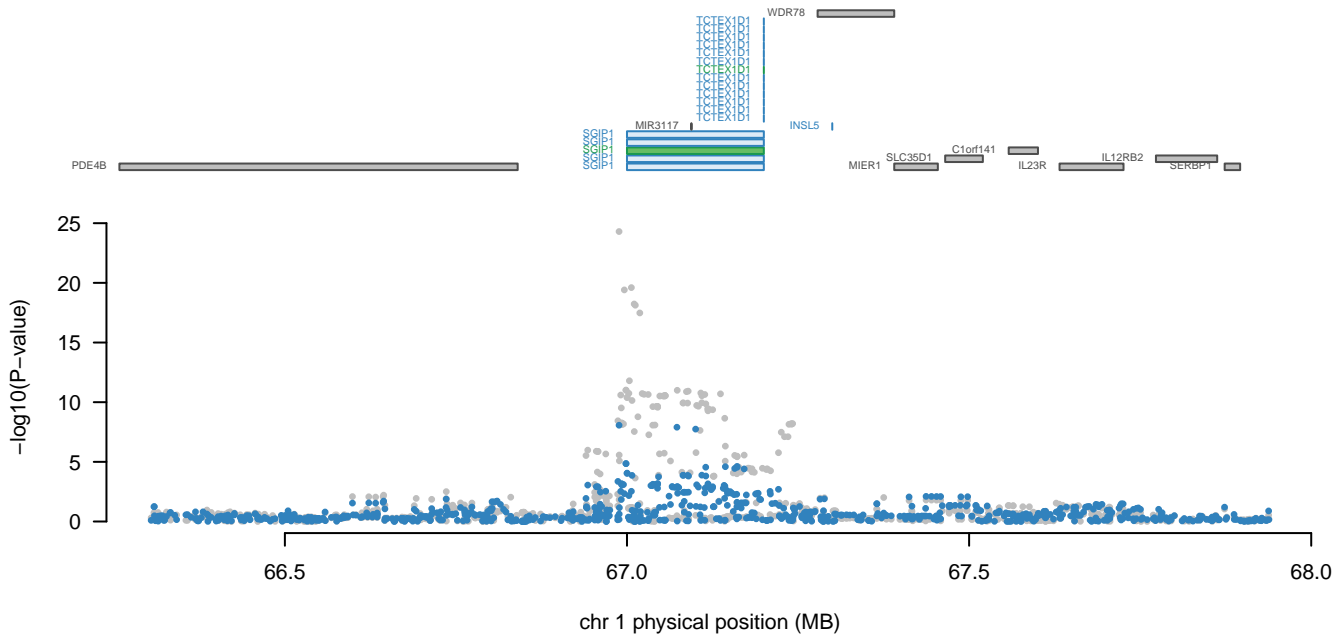 WDR78
TCTEX1D1
TCTEX1D1
TCTEX1D1
TCTEX1D1
TCTEX1D1
TCTEX1D1
TCTEX1D1
TCTEX1D1
TCTEX1D1
TCTEX1D1
TCTEX1D1
TCTEX1D1
TCTEX1D1
MIR3117 INSL5
SGIP1
SGIP1
SGIP1 C1orf141
SGIP1 SLC35D1 IL12RB2
PDE4B SGIP1 MIER1 IL23R SERBP1
25
20
15
10
5
0
−log10(P−value)
66.5 67.0 67.5 68.0
chr 1 physical position (MB)